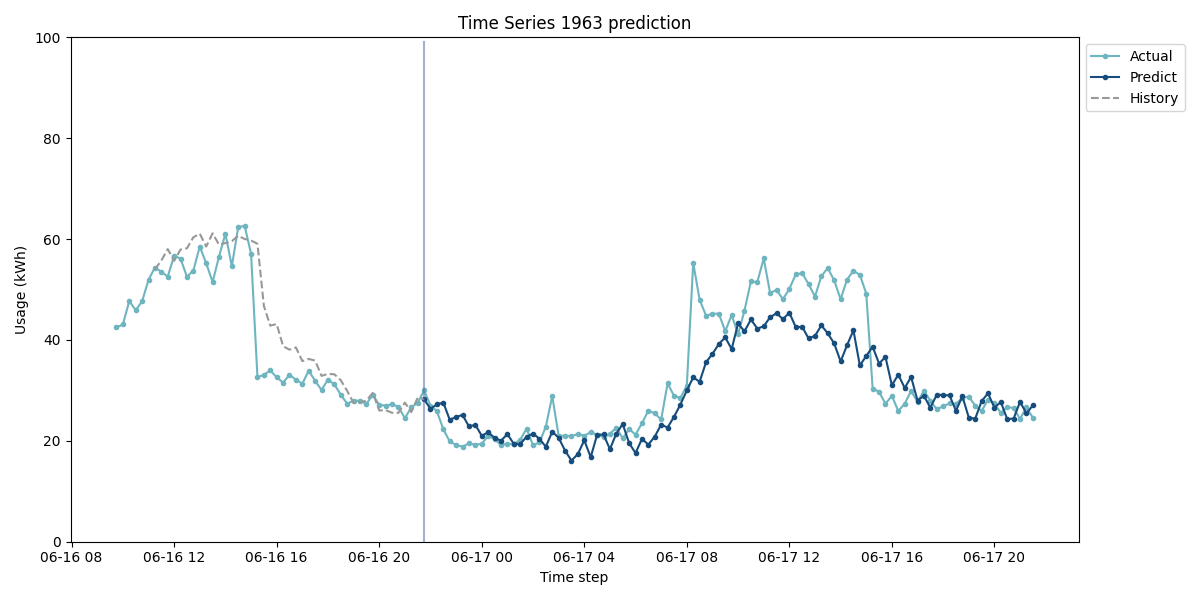 Time Series 1963 prediction
100
80
60
40
20
0
Usage (kWh)
06-16 08
06-16 12
06-16 16
06-16 20
06-17 00
06-17 04
06-17 08
06-17 12
06-17 16
06-17 20
Time step
Actual
Predict
History